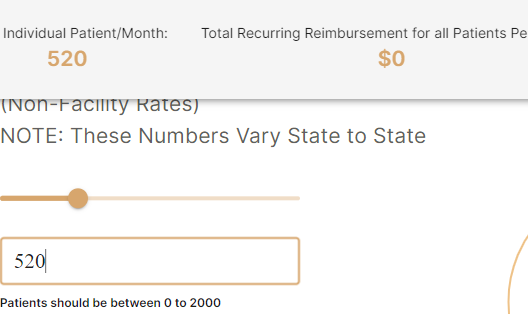 Individual Patient/Month:
520
Total Recurring Reimbursement for all Patients Pe
$0
(Non-Facility Rates)
NOTE: These Numbers Vary State to State
520
Patients should be between 0 to 2000